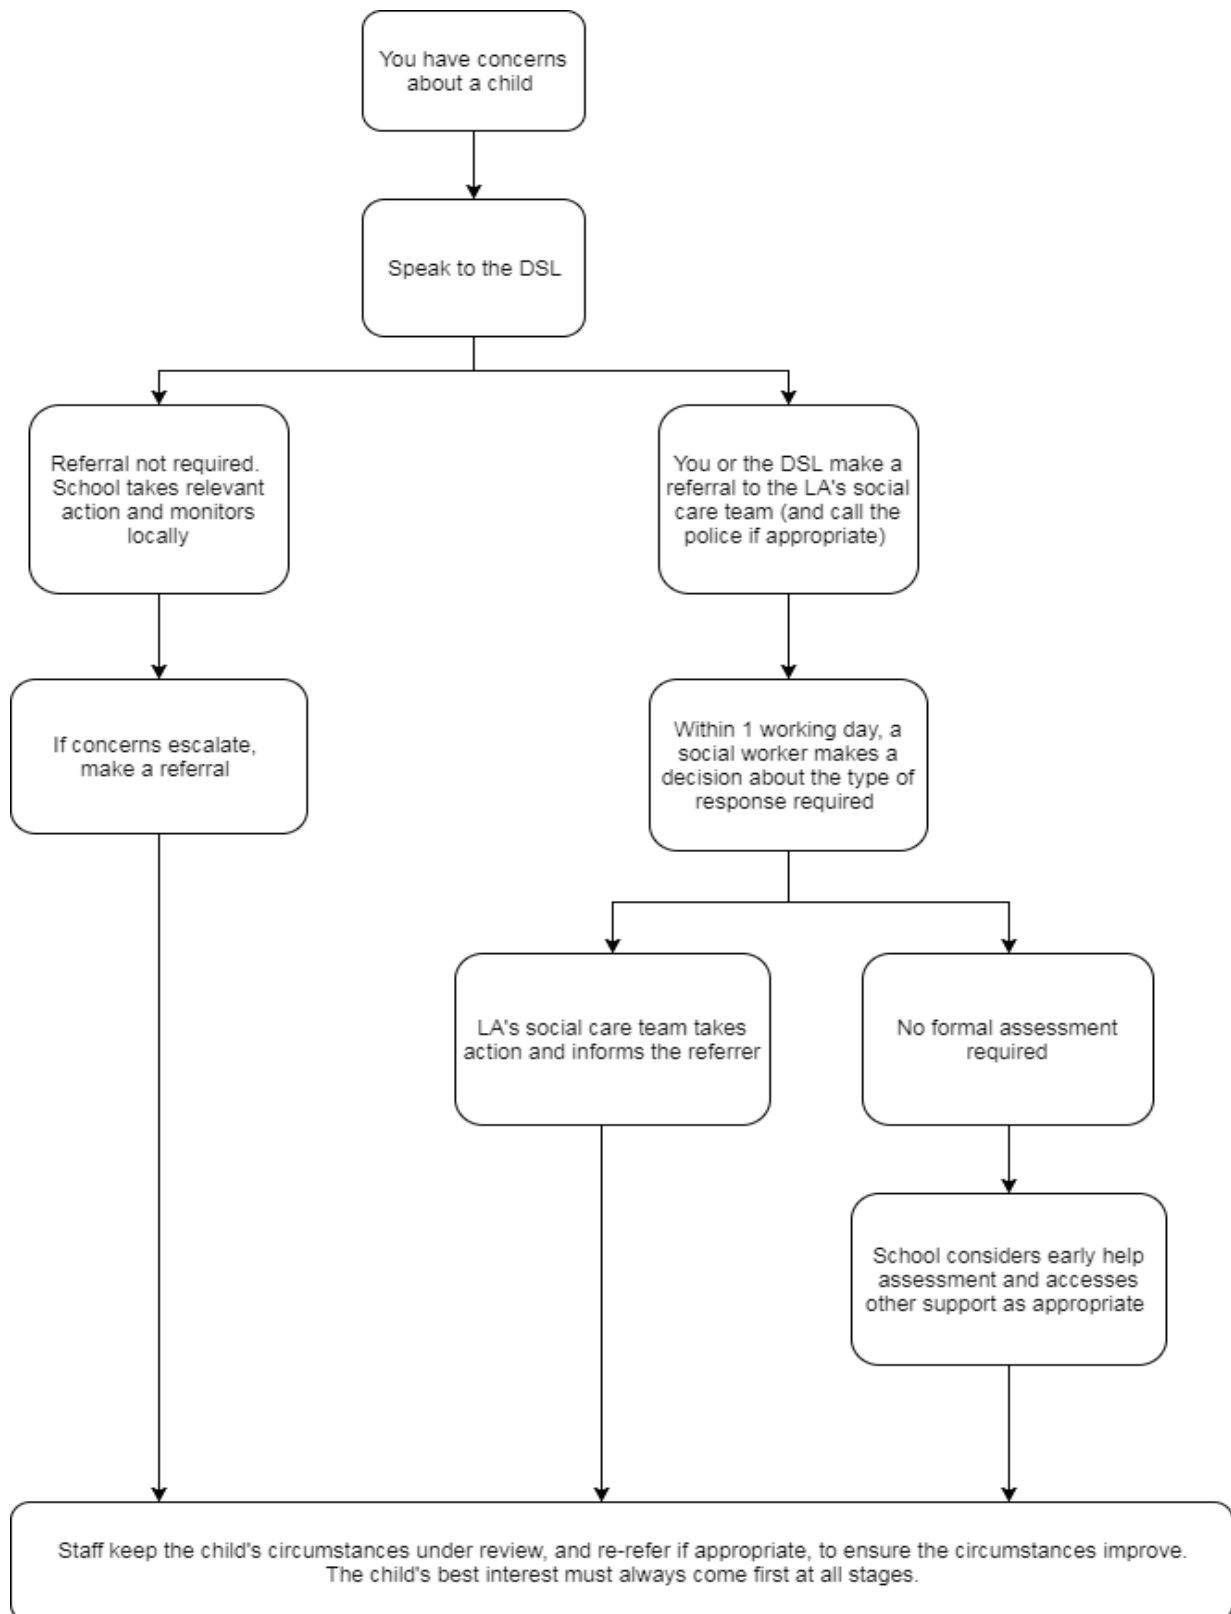 You have concerns
about a child
Speak to the DSL
Referral not required.
School takes relevant
action and monitors
locally
You or the DSL make a
referral to the LA's social
care team (and call the
police if appropriate)
If concerns escalate,
make a referral
Within 1 working day, a
social worker makes a
decision about the type of
response required
LA's social care team takes
action and informs the referrer
No formal assessment
required
School considers early help
assessment and accesses
other support as appropriate
Staff keep the child's circumstances under review, and re-refer if appropriate, to ensure the circumstances improve.
The child's best interest must always come first at all stages.